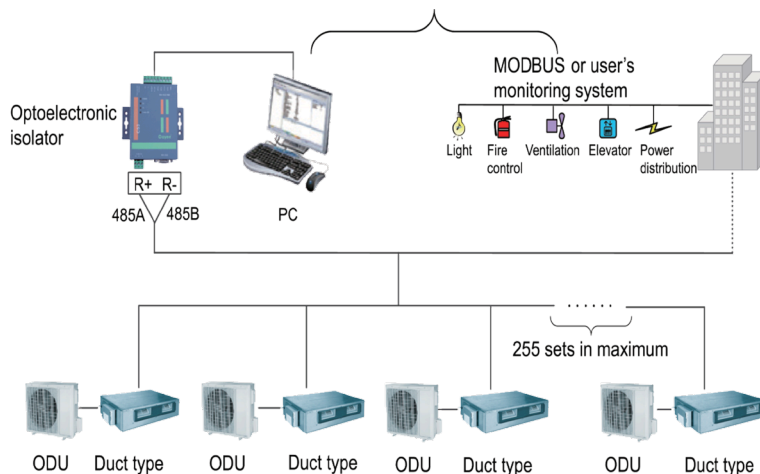 MODBUS or user's
monitoring system
Optoelectronic
isolator
Light
Fire
control
Ventilation
Elevator
Power
distribution
R+ R-
485A
485B
PC
......
255 sets in maximum
ODU
Duct type
ODU
Duct type
ODU
Duct type
ODU
Duct type